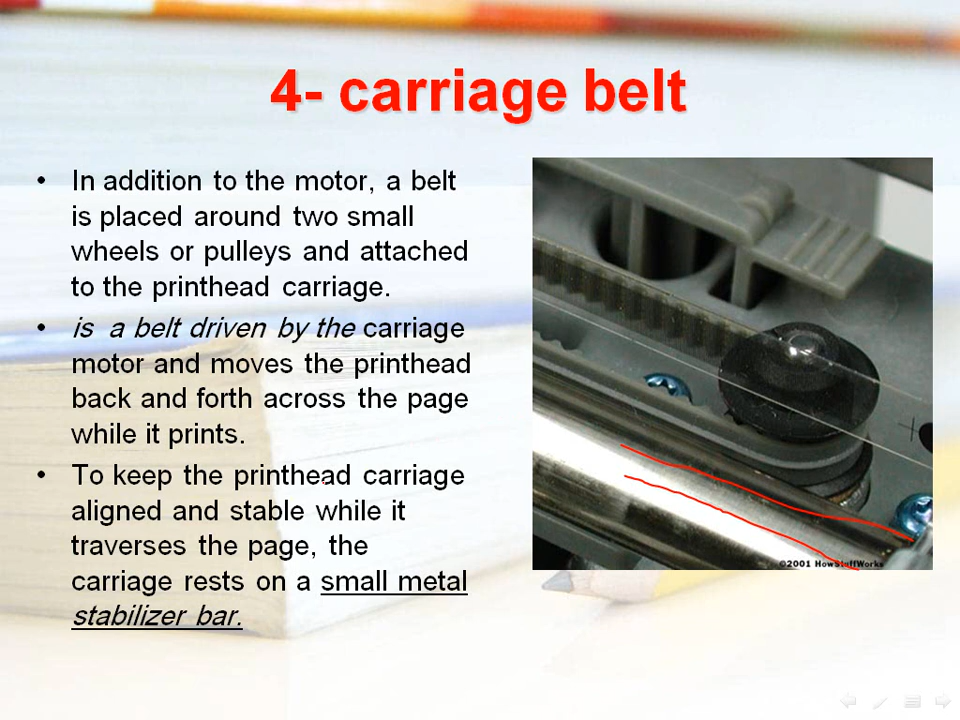 4- carriage belt
• In addition to the motor, a belt
is placed around two small
wheels or pulleys and attached
to the printhead carriage.
• is a belt driven by the carriage
motor and moves the printhead
back and forth across the page
while it prints.
• To keep the printhead carriage
aligned and stable while it
traverses the page, the
carriage rests on a small metal
stabilizer bar.
©2001 HowStuffWorks